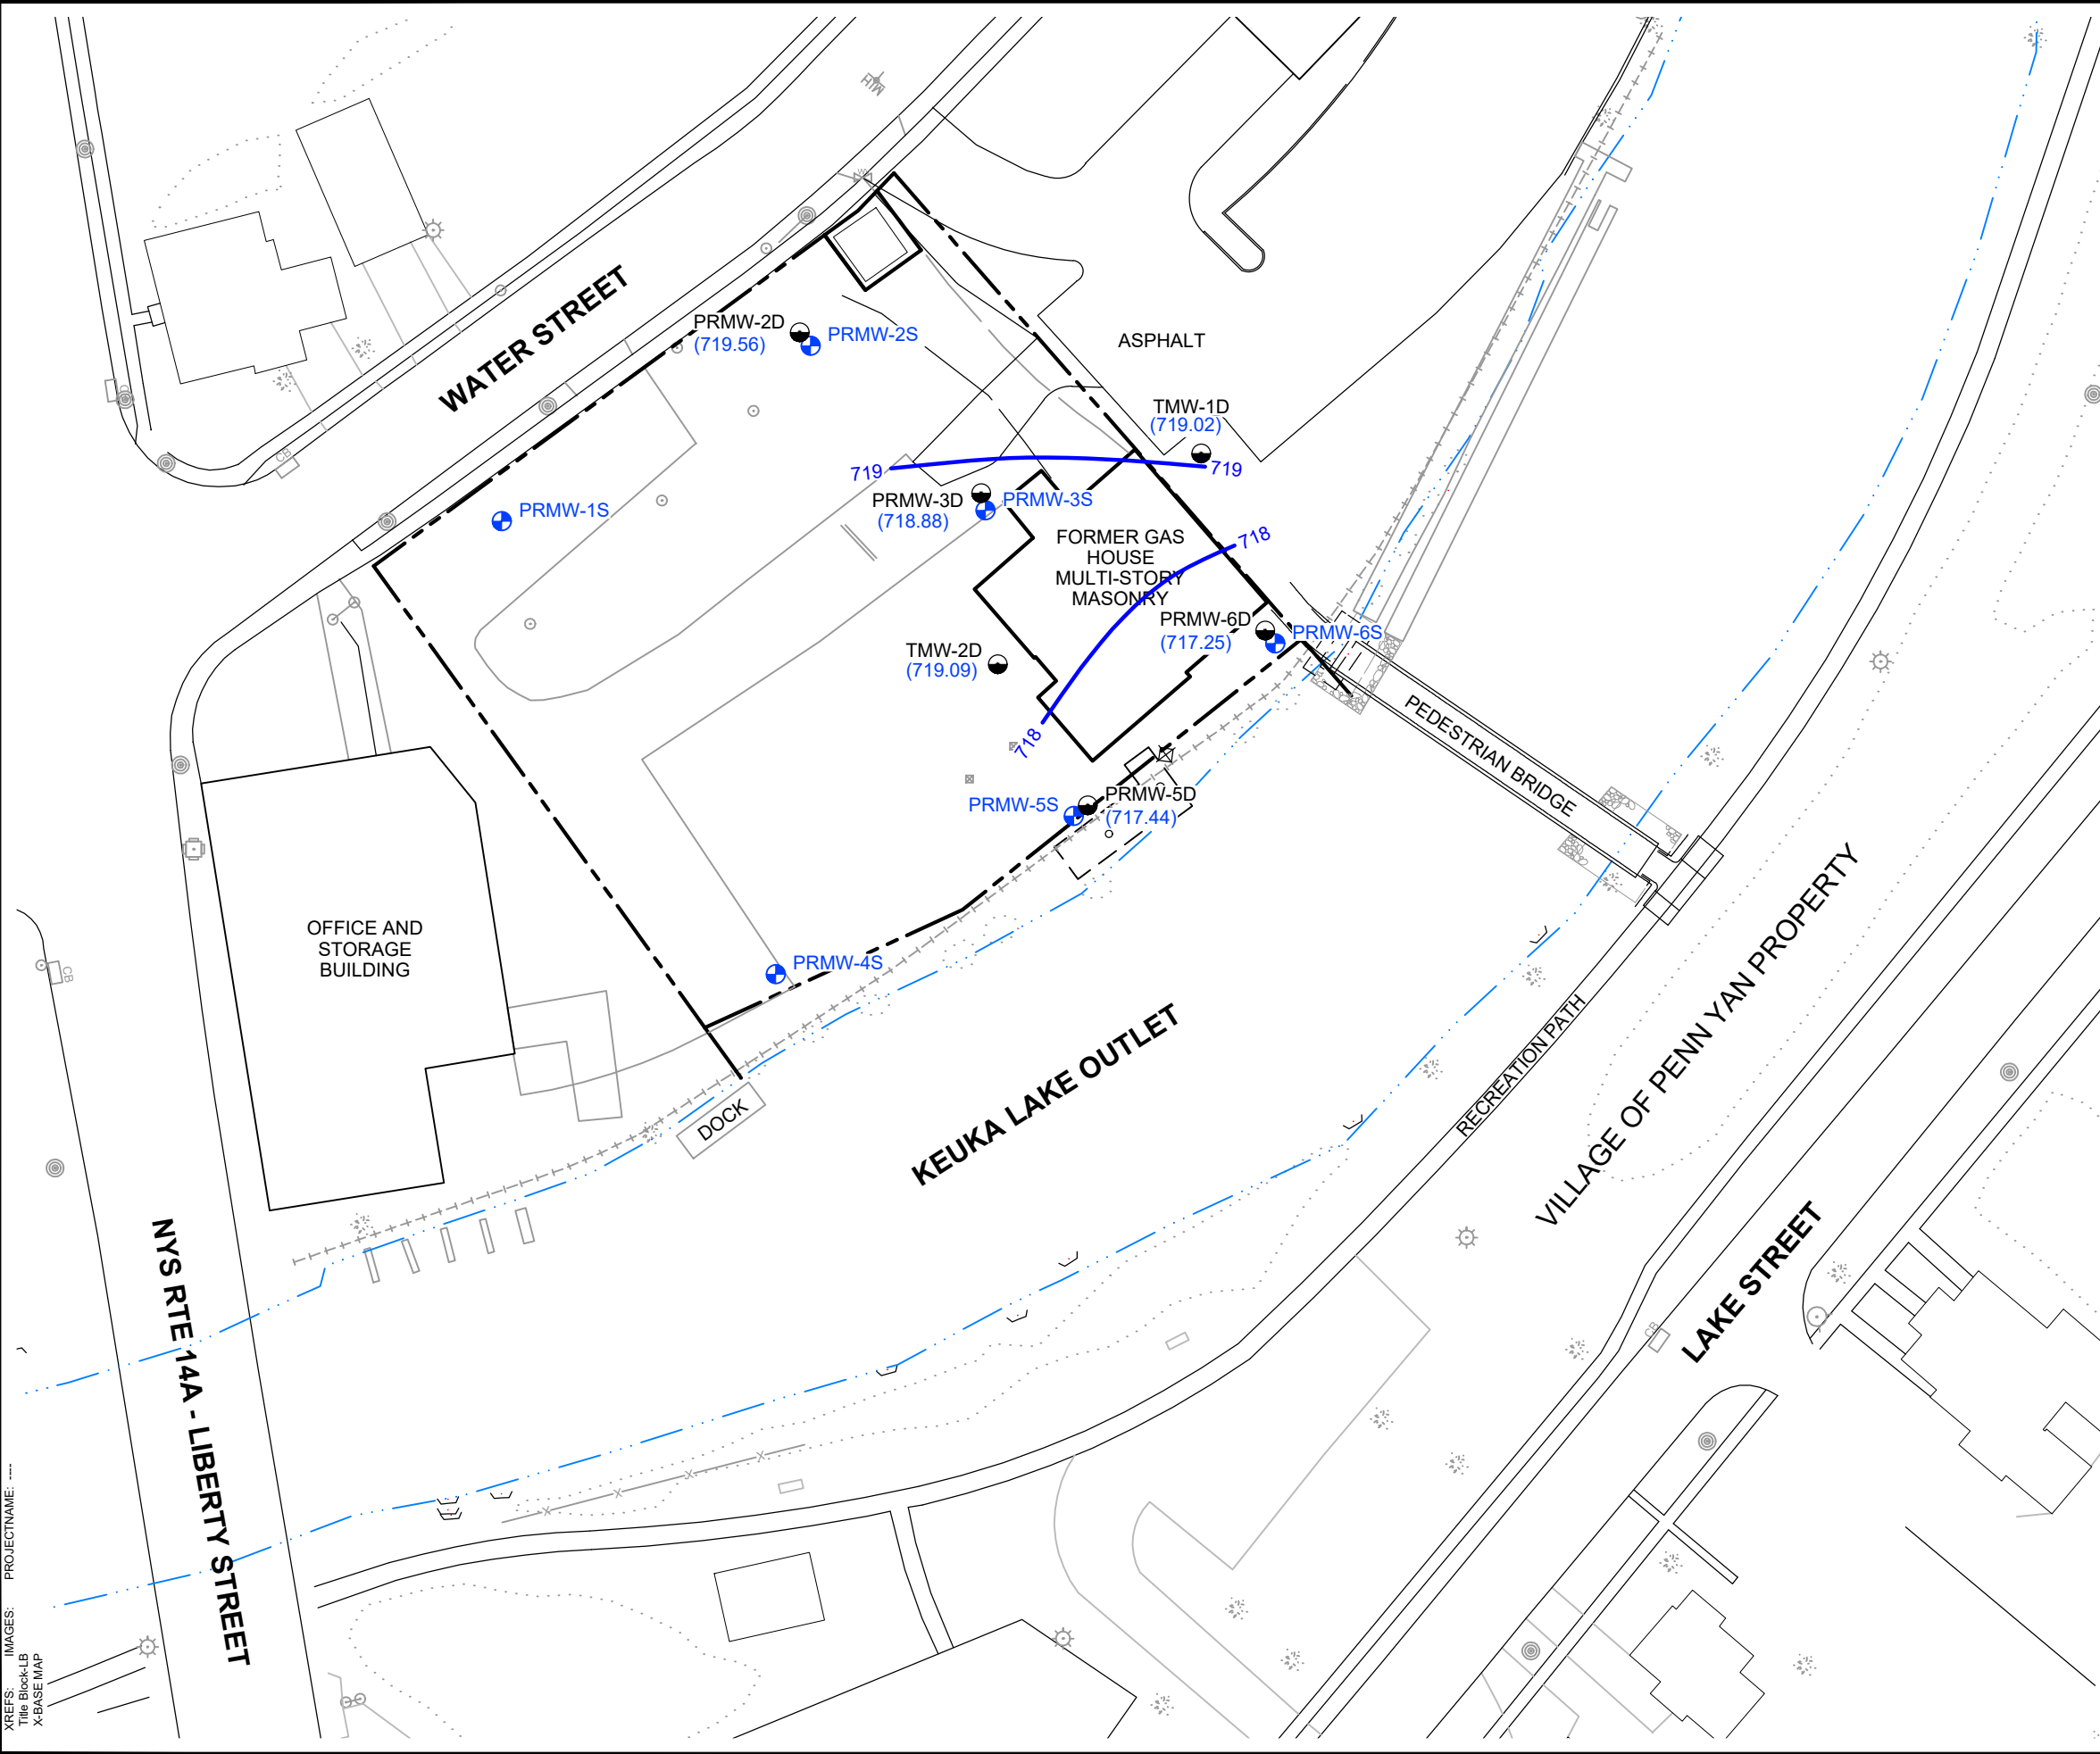 WATER STREET
PRMW-2D
(719.56)
PRMW-2S
ASPHALT
TMW-1D
(719.02)
719
719
PRMW-3D
(718.88)
PRMW-3S
PRMW-1S
FORMER GAS
HOUSE
MULTI-STORY
MASONRY
718
PRMW-6D
(717.25)
PRMW-6S
TMW-2D
(719.09)
718
PEDESTRIAN BRIDGE
PRMW-5S
PRMW-5D
(717.44)
OFFICE AND
STORAGE
BUILDING
PRMW-4S
DOCK
KEUKA LAKE OUTLET
RECREATION PATH
VILLAGE OF PENN YAN PROPERTY
LAKE STREET
NYS RTE 14A - LIBERTY STREET
CB
CB
CB
CB
MH
XREFS: IMAGES: PROJECTNAME: ----
Title Block-LB
X-BASE MAP